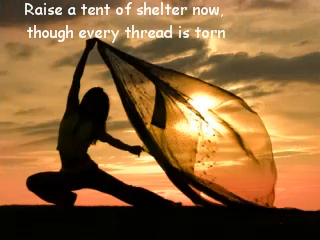 Raise a tent of shelter now,
though every thread is torn